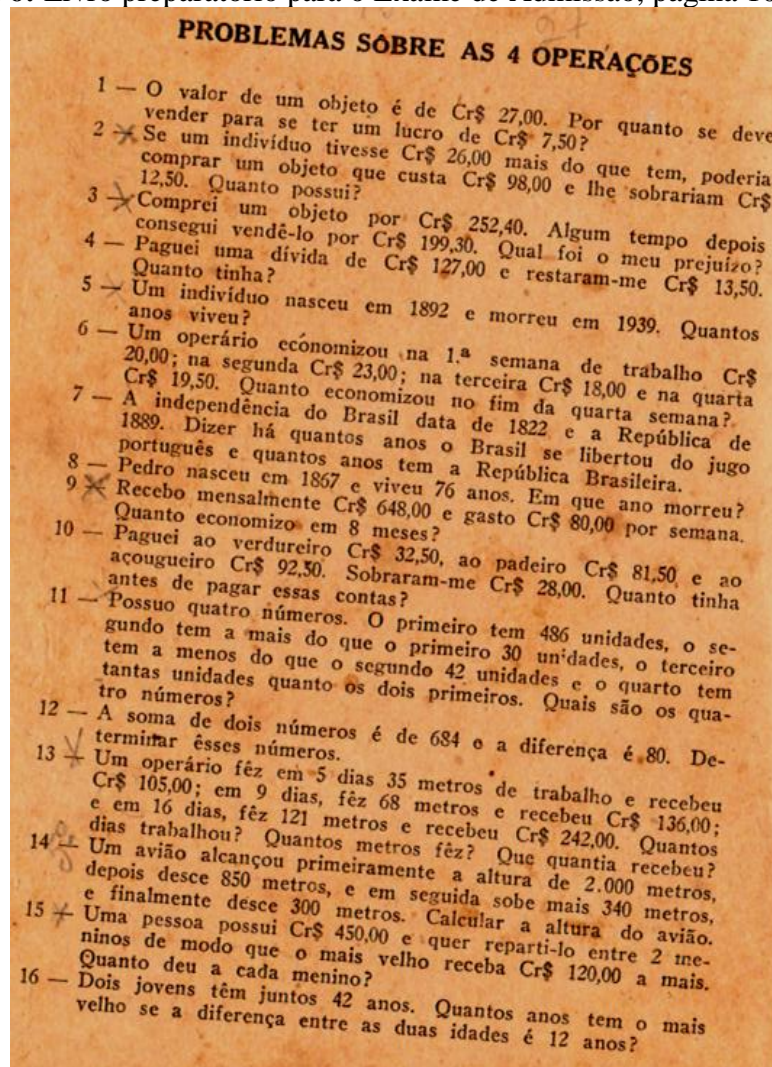 PROBLEMAS SÔBRE AS 4 OPERAÇÕES
1 — O valor de um objeto é de Cr$ 27,00. Por quanto se deve
vender para se ter um lucro de Cr$ 7,50?
2 — Se um indivíduo tivesse Cr$ 26,00 mais do que tem, poderia
comprar um objeto que custa Cr$ 98,00 e lhe sobrariam Cr$
12,50. Quanto possui?
3 — Comprei um objeto por Cr$ 252,40. Algum tempo depois
consegui vendê-lo por Cr$ 199,30. Qual foi o meu prejuízo?
4 — Paguei uma dívida de Cr$ 127,00 e restaram-me Cr$ 13,50.
Quanto tinha?
5 — Um indivíduo nasceu em 1892 e morreu em 1939. Quantos
anos viveu?
6 — Um operário ecónomizou na 1.ª semana de trabalho Cr$
20,00; na segunda Cr$ 23,00; na terceira Cr$ 18,00 e na quarta
Cr$ 19,50. Quanto economizou no fim da quarta semana?
7 — A independência do Brasil data de 1822 e a República de
1889. Dizer há quantos anos o Brasil se libertou do jugo
português e quantos anos tem a República Brasileira.
8 — Pedro nasceu em 1867 e viveu 76 anos. Em que ano morreu?
9 — Recebo mensalmente Cr$ 648,00 e gasto Cr$ 80,00 por semana.
Quanto economizo em 8 meses?
10 — Paguei ao verdureiro Cr$ 32,50, ao padeiro Cr$ 81,50 e ao
açougueiro Cr$ 92,50. Sobraram-me Cr$ 28,00. Quanto tinha
antes de pagar essas contas?
11 — Possuo quatro números. O primeiro tem 486 unidades, o se-
gundo tem a mais do que o primeiro 30 unidades, o terceiro
tem a menos do que o segundo 42 unidades e o quarto tem
tantas unidades quanto os dois primeiros. Quais são os qua-
tro números?
12 — A soma de dois números é de 684 e a diferença é 80. De-
terminar êsses números.
13 — Um operário fêz em 5 dias 35 metros de trabalho e recebeu
Cr$ 105,00; em 9 dias, fêz 68 metros e recebeu Cr$ 136,00;
e em 16 dias, fêz 121 metros e recebeu Cr$ 242,00. Quantos
dias trabalhou? Quantos metros fêz? Que quantia recebeu?
14 — Um avião alcançou primeiramente a altura de 2.000 metros,
depois desce 850 metros, e em seguida sobe mais 340 metros,
e finalmente desce 300 metros. Calcular a altura do avião.
15 — Uma pessoa possui Cr$ 450,00 e quer reparti-lo entre 2 me-
ninos de modo que o mais velho receba Cr$ 120,00 a mais.
Quanto deu a cada menino?
16 — Dois jovens têm juntos 42 anos. Quantos anos tem o mais
velho se a diferença entre as duas idades é 12 anos?